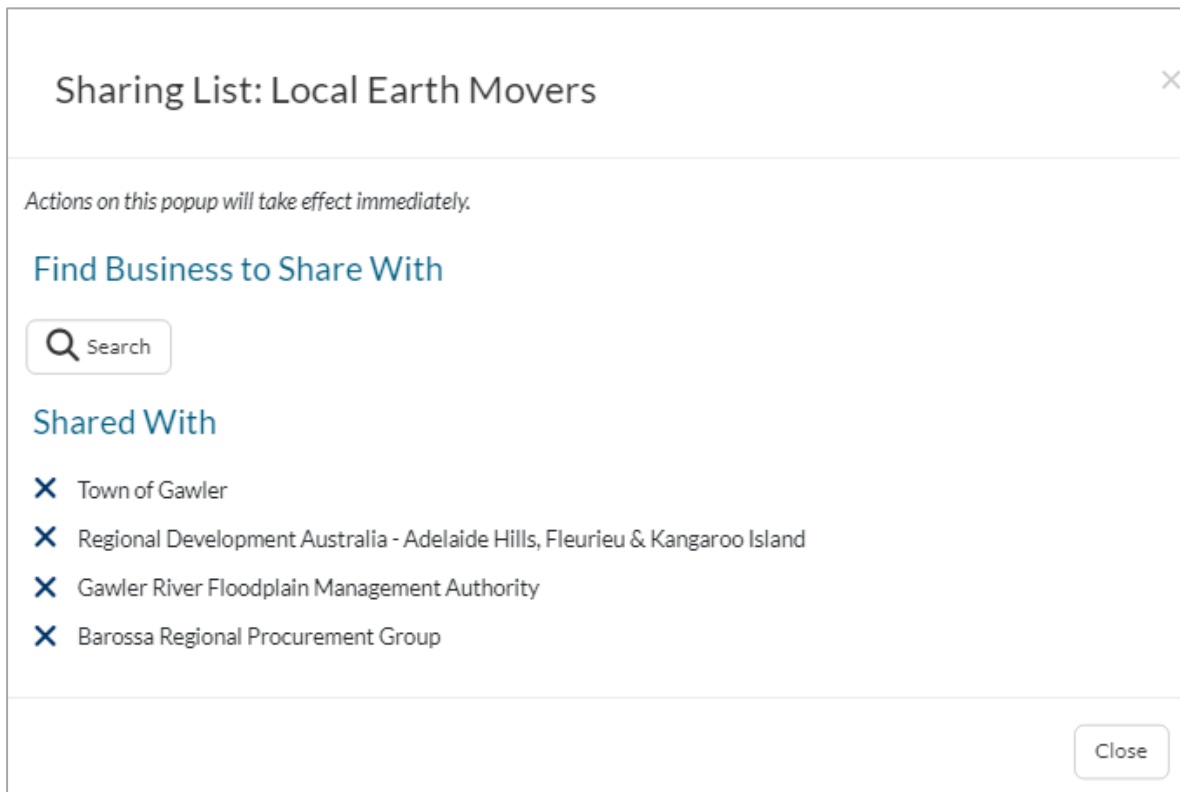 Sharing List: Local Earth Movers
Actions on this popup will take effect immediately.
Find Business to Share With
Search
Shared With
Town of Gawler
Regional Development Australia - Adelaide Hills, Fleurieu & Kangaroo Island
Gawler River Floodplain Management Authority
Barossa Regional Procurement Group
Close